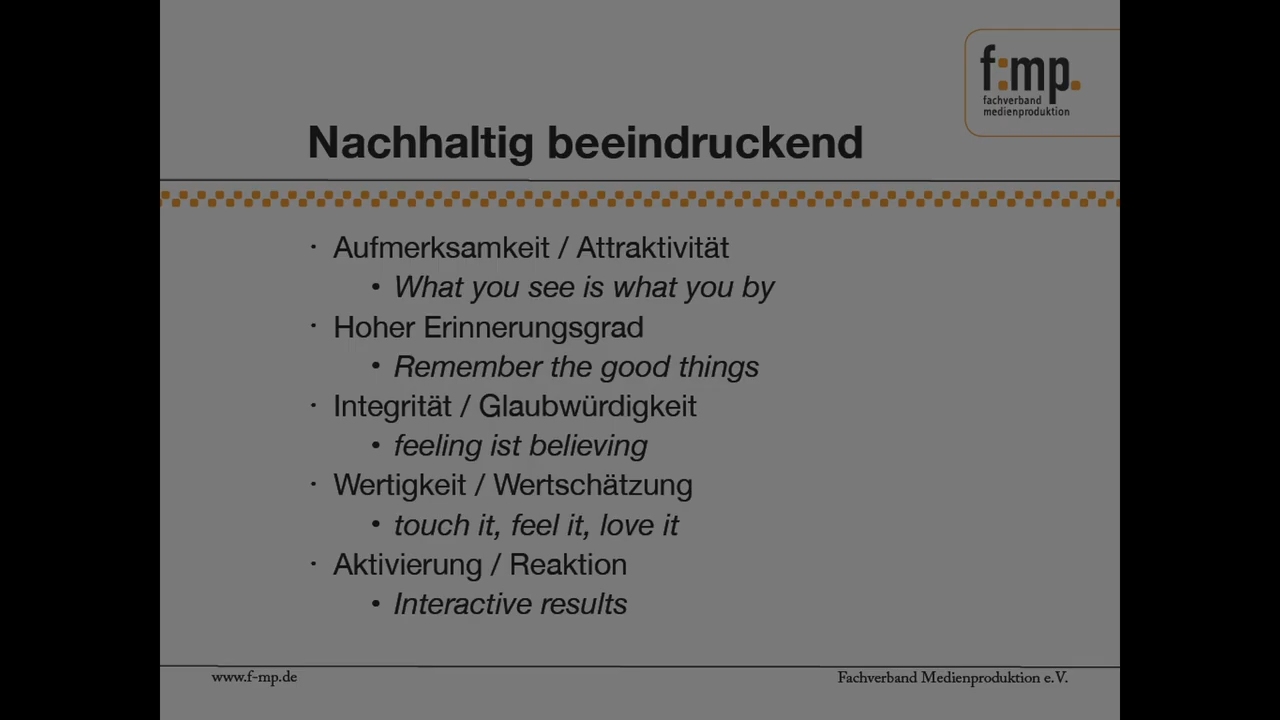 f:mp.
fachverband
medienproduktion
Nachhaltig beeindruckend
· Aufmerksamkeit / Attraktivität
• What you see is what you by
· Hoher Erinnerungsgrad
• Remember the good things
· Integrität / Glaubwürdigkeit
• feeling ist believing
· Wertigkeit / Wertschätzung
• touch it, feel it, love it
· Aktivierung / Reaktion
• Interactive results
www.f-mp.de
Fachverband Medienproduktion e.V.